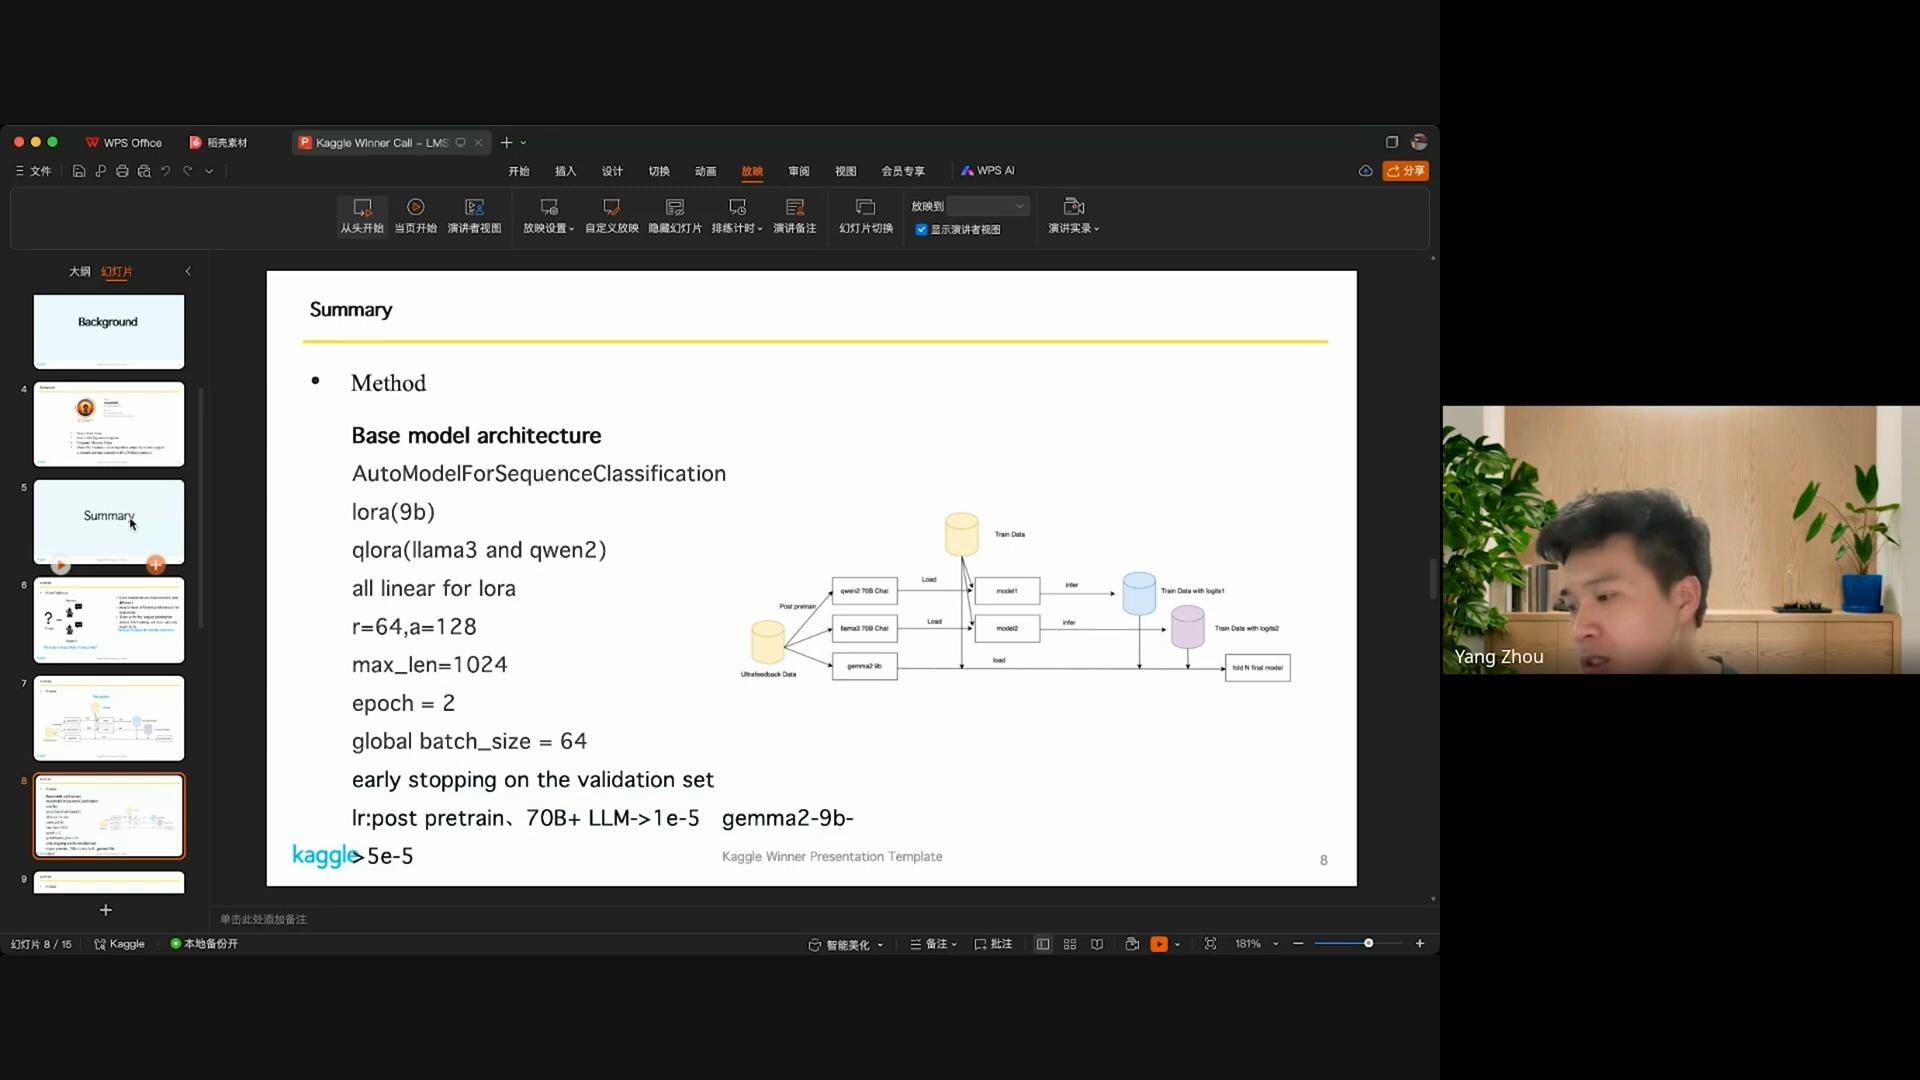 WPS Office
稻壳素材
Kaggle Winner Call – LMS
文件
开始
插入
设计
切换
动画
放映
审阅
视图
会员专享
WPS AI
分享
从头开始
当页开始
演讲者视图
放映设置
自定义放映
隐藏幻灯片
排练计时
演讲备注
幻灯片切换
放映到
显示演讲者视图
演讲实录
大纲
幻灯片
Background
4
5
Summary
6
7
8
9
Summary
• Method
Base model architecture
AutoModelForSequenceClassification
lora(9b)
qlora(llama3 and qwen2)
all linear for lora
r=64,a=128
max_len=1024
epoch = 2
global batch_size = 64
early stopping on the validation set
lr:post pretrain、70B+ LLM->1e-5 gemma2-9b-
>5e-5
Train Data
qwen2 70B Chat
Load
model1
infer
Train Data with logits1
Post pretrain
llama3 70B Chat
Load
model2
infer
Train Data with logits2
gemma2 9b
load
fold N final model
Ultrafeedback Data
kaggle
Kaggle Winner Presentation Template
8
单击此处添加备注
幻灯片 8 / 15
Kaggle
本地备份开
智能美化
备注
批注
181%
Yang Zhou